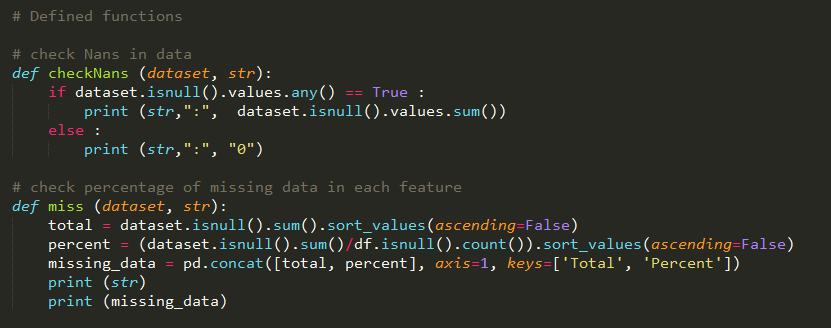 # Defined functions
# check Nans in data
def checkNans (dataset, str):
    if dataset.isnull().values.any() == True :
        print (str,":",  dataset.isnull().values.sum())
    else :
        print (str,":", "0")
# check percentage of missing data in each feature
def miss (dataset, str):
    total = dataset.isnull().sum().sort_values(ascending=False)
    percent = (dataset.isnull().sum()/df.isnull().count()).sort_values(ascending=False)
    missing_data = pd.concat([total, percent], axis=1, keys=['Total', 'Percent'])
    print (str)
    print (missing_data)